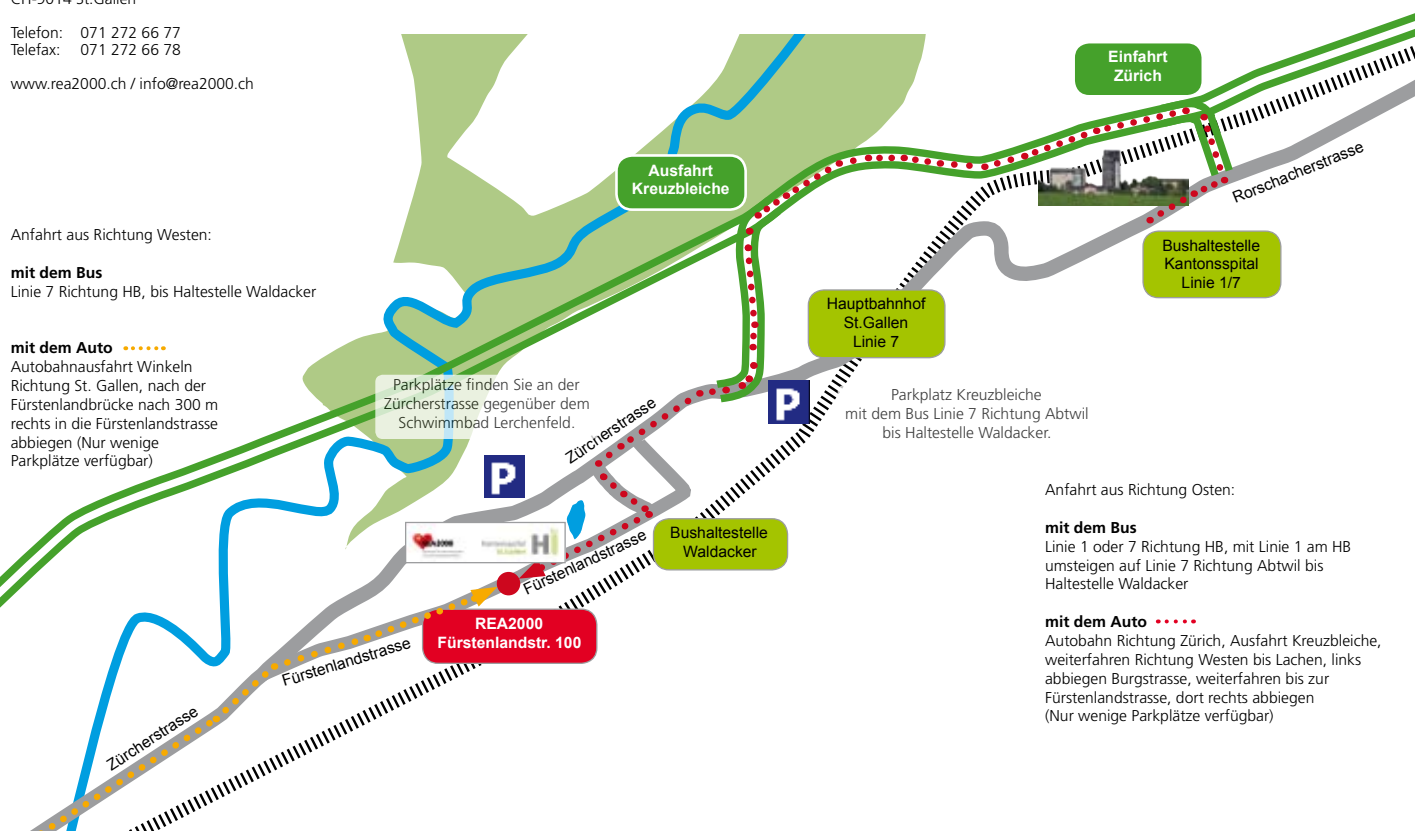 Telefon: 071 272 66 77
Telefax: 071 272 66 78
www.rea2000.ch / info@rea2000.ch
Einfahrt
Zürich
Ausfahrt
Kreuzbleiche
Rorschacherstrasse
Bushaltestelle
Kantonsspital
Linie 1/7
Anfahrt aus Richtung Westen:
mit dem Bus
Linie 7 Richtung HB, bis Haltestelle Waldacker
mit dem Auto
Autobahnausfahrt Winkeln
Richtung St. Gallen, nach der
Fürstenlandbrücke nach 300 m
rechts in die Fürstenlandstrasse
abbiegen (Nur wenige
Parkplätze verfügbar)
Hauptbahnhof
St.Gallen
Linie 7
Parkplätze finden Sie an der
Zürcherstrasse gegenüber dem
Schwimmbad Lerchenfeld.
P
Parkplatz Kreuzbleiche
mit dem Bus Linie 7 Richtung Abtwil
bis Haltestelle Waldacker.
Zürcherstrasse
P
Bushaltestelle
Waldacker
Fürstenlandstrasse
REA2000
Fürstenlandstr. 100
Fürstenlandstrasse
Zürcherstrasse
Anfahrt aus Richtung Osten:
mit dem Bus
Linie 1 oder 7 Richtung HB, mit Linie 1 am HB
umsteigen auf Linie 7 Richtung Abtwil bis
Haltestelle Waldacker
mit dem Auto
Autobahn Richtung Zürich, Ausfahrt Kreuzbleiche,
weiterfahren Richtung Westen bis Lachen, links
abbiegen Burgstrasse, weiterfahren bis zur
Fürstenlandstrasse, dort rechts abbiegen
(Nur wenige Parkplätze verfügbar)